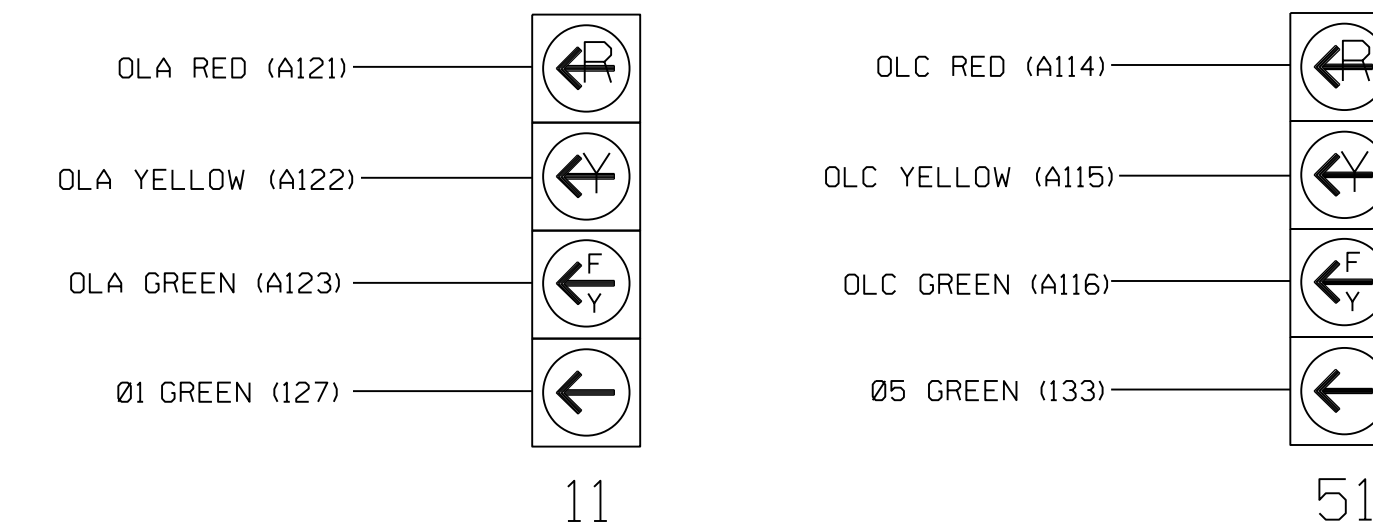 OLA RED (A121)
R
OLA YELLOW (A122)
Y
OLA GREEN (A123)
F
Y
Ø1 GREEN (127)
11
OLC RED (A114)
R
OLC YELLOW (A115)
Y
OLC GREEN (A116)
F
Y
Ø5 GREEN (133)
51